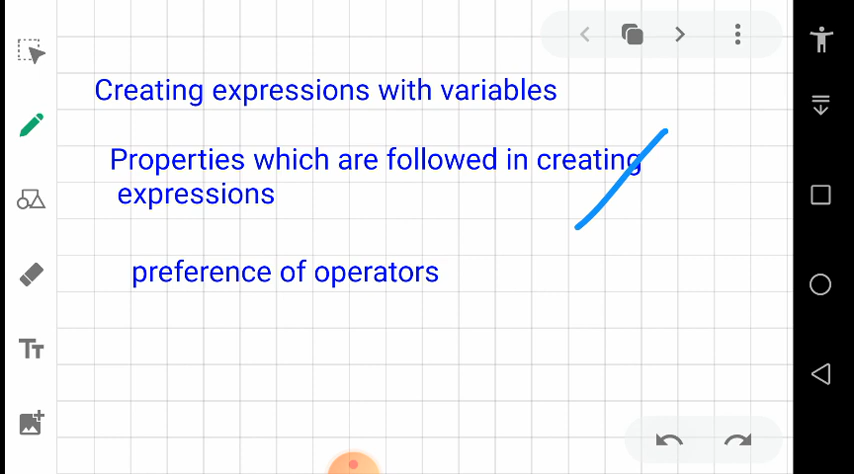 Creating expressions with variables
Properties which are followed in creating
expressions
preference of operators